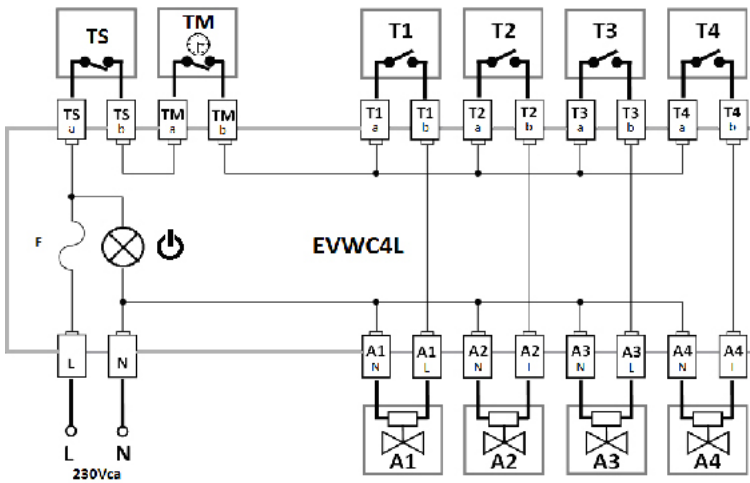 TS TM T1 T2 T3 T4
TS TS TM TM T1 T1 T2 T2 T3 T3 T4 T4
a b a b a b a b a b a b
F EVWC4L
L N A1 A1 A2 A2 A3 A3 A4 A4
N L N L N L N L
L N A1 A2 A3 A4
230Vca